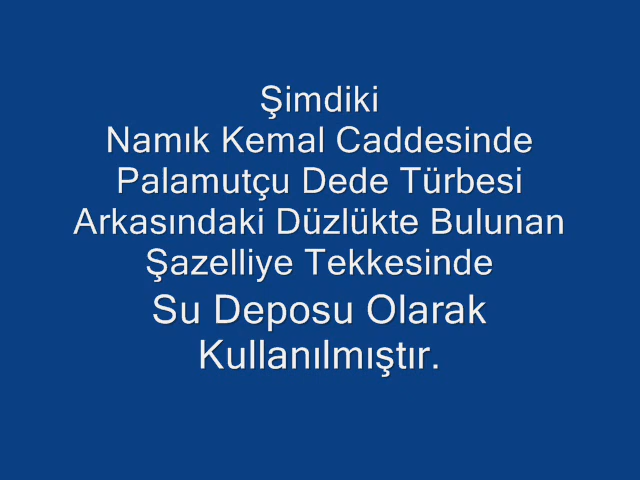 Şimdiki
Namık Kemal Caddesinde
Palamutçu Dede Türbesi
Arkasındaki Düzlükte Bulunan
Şazelliye Tekkesinde
Su Deposu Olarak
Kullanılmıştır.